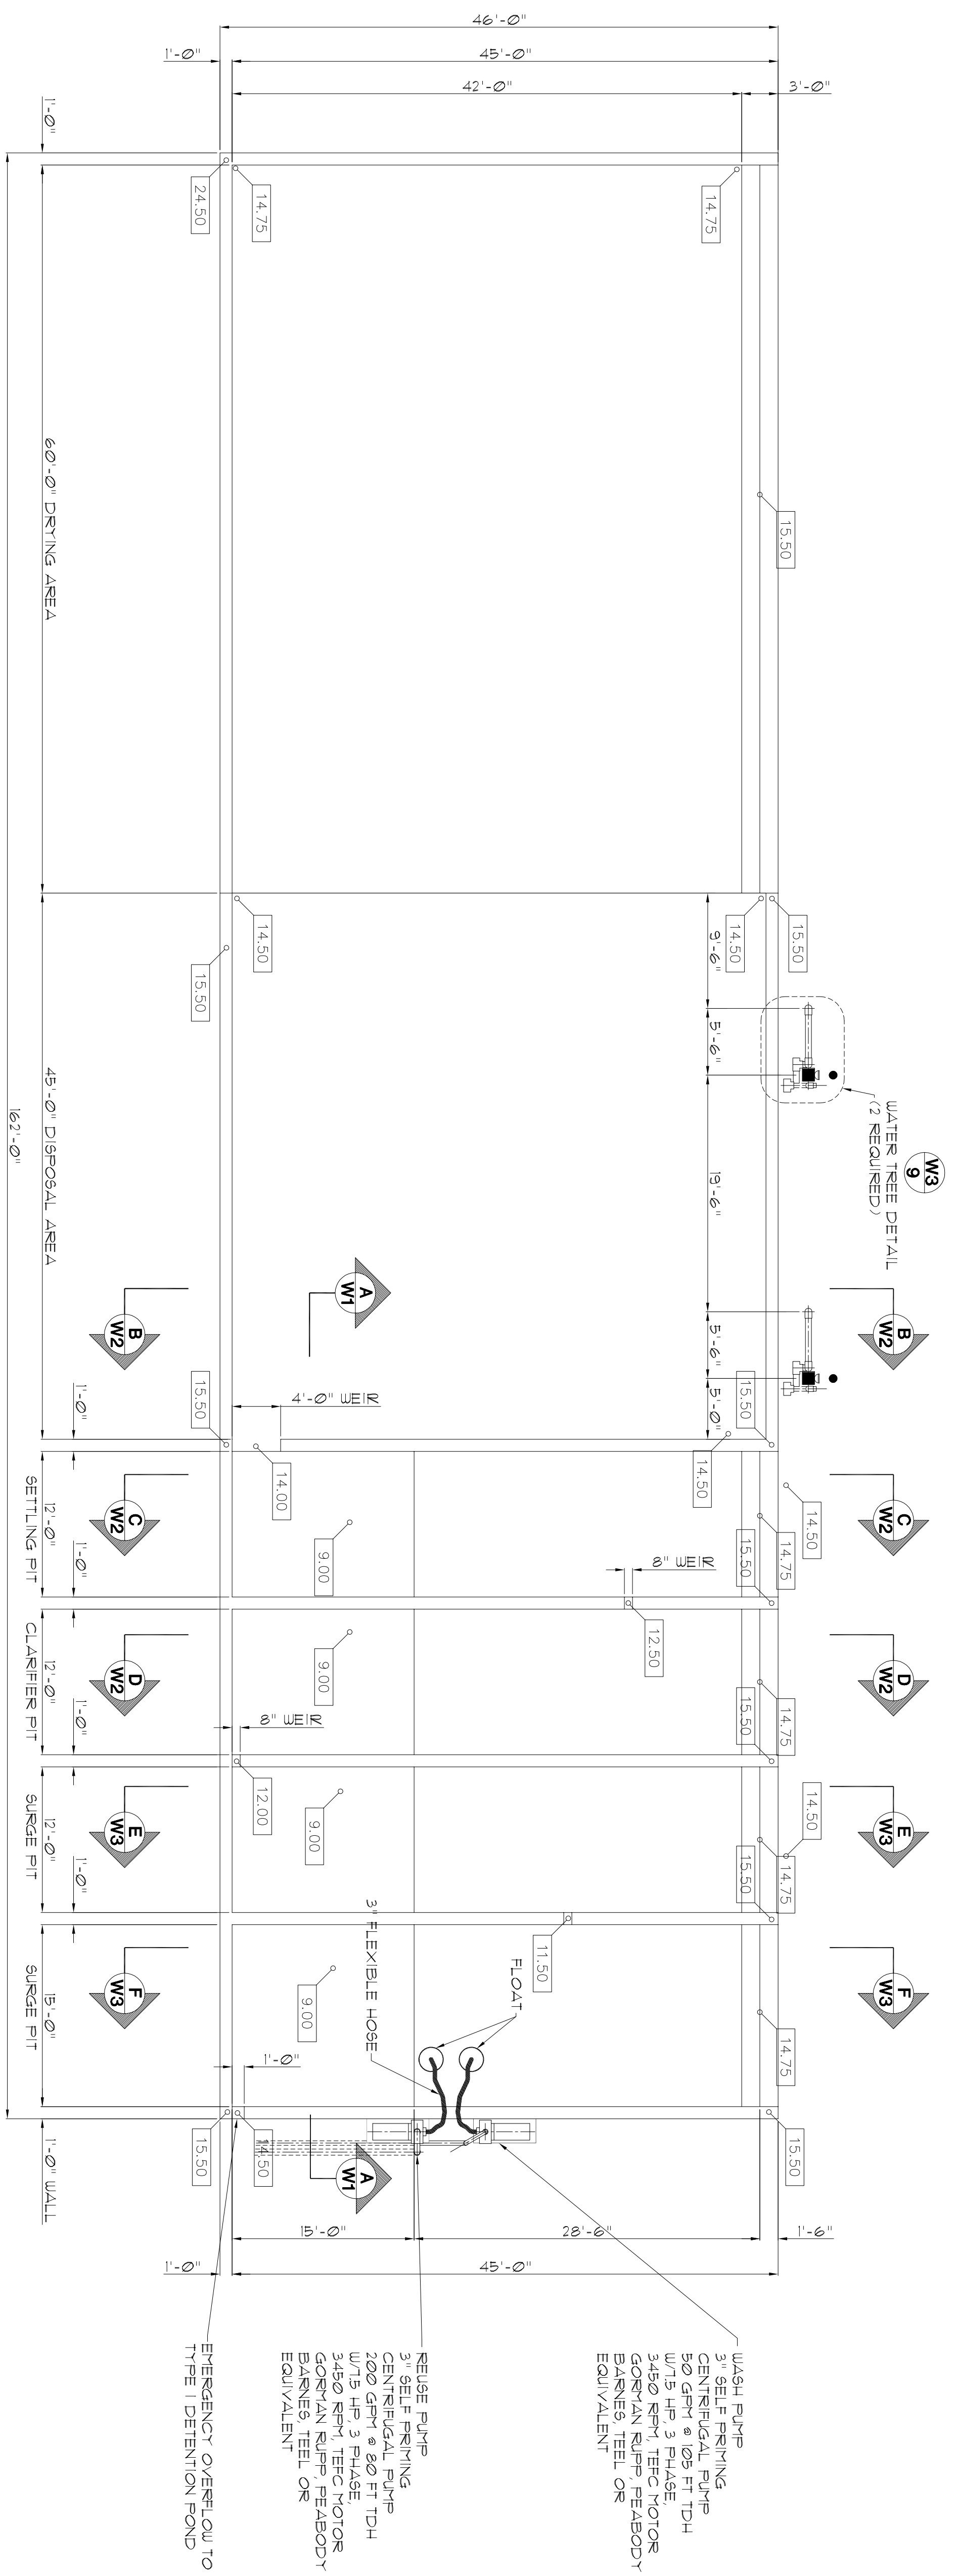 WATER TREE DETAIL
(2 REQUIRED)
W3
9
B
W2
C
W2
D
W2
E
W3
F
W3
14.50
14.50
15.50
15.50
14.75
14.75
14.75
14.75
15.50
15.50
15.50
15.50
15.50
3'-0"
42'-0"
45'-0"
46'-0"
1'-0"
1'-0"
14.75
14.75
24.50
9'-6"
5'-6"
19'-6"
5'-6"
5'-0"
14.50
14.50
14.50
15.50
A
W1
4'-0" WEIR
14.00
8" WEIR
12.50
9.00
9.00
8" WEIR
12.00
9.00
11.50
FLOAT
3" FLEXIBLE HOSE
9.00
1'-0"
A
W1
14.50
15.50
15.50
1'-6"
28'-6"
15'-0"
45'-0"
1'-0"
WASH PUMP
3" SELF PRIMING
CENTRIFUGAL PUMP
50 GPM @ 105 FT TDH
W/7.5 HP, 3 PHASE,
3450 RPM, TEFC MOTOR
GORMAN RUPP, PEABODY
BARNES, TEEL OR
EQUIVALENT
REUSE PUMP
3" SELF PRIMING
CENTRIFUGAL PUMP
200 GPM @ 80 FT TDH
W/7.5 HP, 3 PHASE,
3450 RPM, TEFC MOTOR
GORMAN RUPP, PEABODY
BARNES, TEEL OR
EQUIVALENT
EMERGENCY OVERFLOW TO
TYPE 1 DETENTION POND
B
W2
C
W2
D
W2
E
W3
F
W3
1'-0"
1'-0"
1'-0"
1'-0"
60'-0" DRYING AREA
45'-0" DISPOSAL AREA
12'-0"
SETTLING PIT
12'-0"
CLARIFIER PIT
12'-0"
SURGE PIT
15'-0"
SURGE PIT
1'-0" WALL
162'-0"